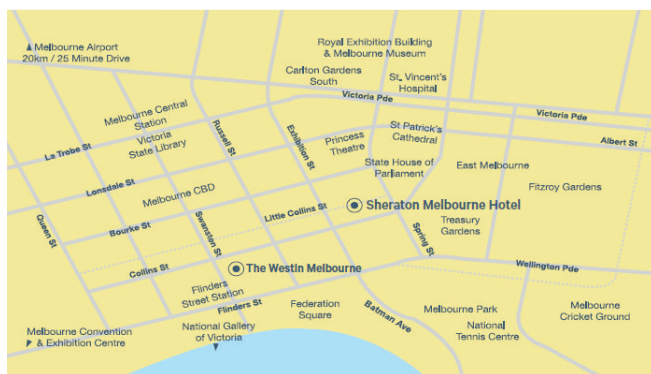 Melbourne Airport
20km / 25 Minute Drive
Royal Exhibition Building
& Melbourne Museum
Carlton Gardens
South
St. Vincent's
Hospital
Victoria Pde
Victoria Pde
Albert St
Melbourne Central
Station
Victoria
State Library
La Trobe St
Russell St
Exhibition St
Princess
Theatre
St Patrick's
Cathedral
State House of
Parliament
East Melbourne
Fitzroy Gardens
Lonsdale St
Melbourne CBD
Queen St
Bourke St
Swanston St
Little Collins St
Sheraton Melbourne Hotel
Treasury
Gardens
Spring St
Collins St
The Westin Melbourne
Wellington Pde
Flinders
Street Station
Flinders St
Federation
Square
Batman Ave
Melbourne Park
National
Tennis Centre
Melbourne
Cricket Ground
Melbourne Convention
& Exhibition Centre
National Gallery
of Victoria